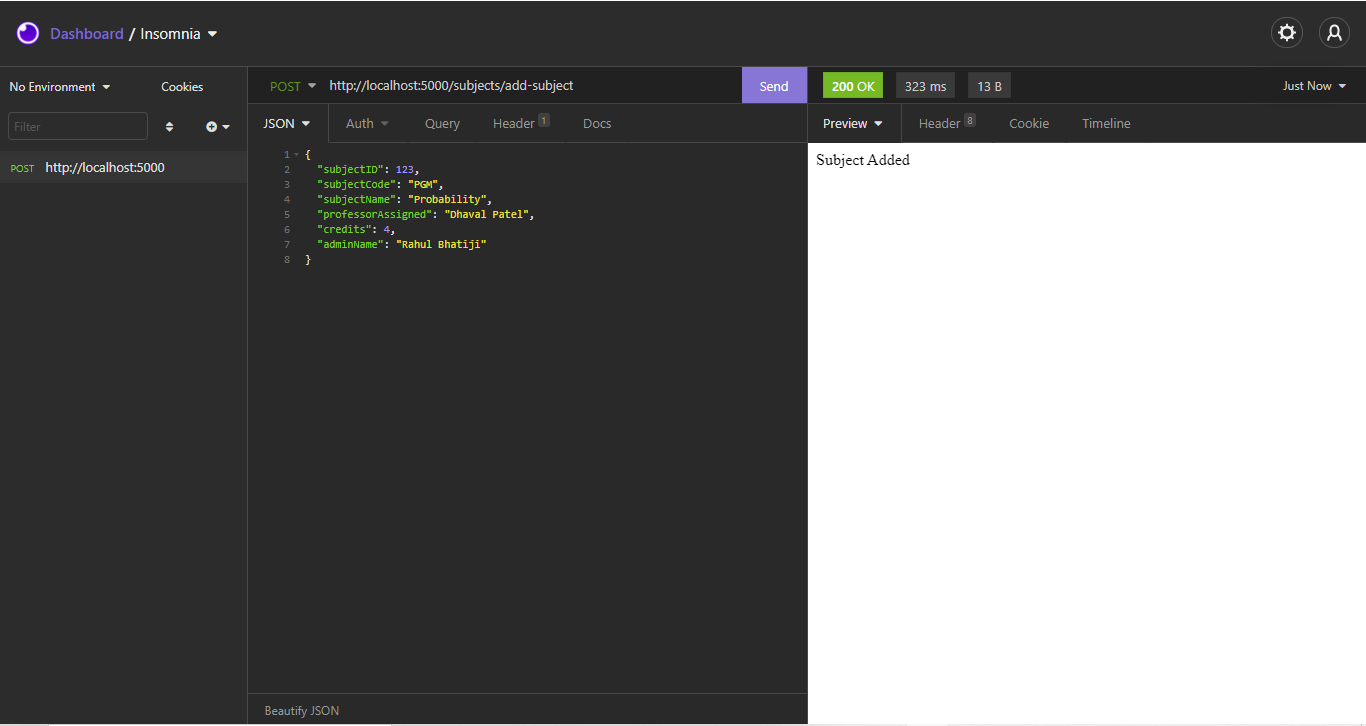 Dashboard / Insomnia
No Environment Cookies
POST http://localhost:5000/subjects/add-subject Send
200 OK 323 ms 13 B Just Now
Filter
JSON Auth Query Header 1 Docs
Preview Header 8 Cookie Timeline
POST http://localhost:5000
1 {
2 "subjectID": 123,
3 "subjectCode": "PGM",
4 "subjectName": "Probability",
5 "professorAssigned": "Dhaval Patel",
6 "credits": 4,
7 "adminName": "Rahul Bhatiji"
8 }
Subject Added
Beautify JSON